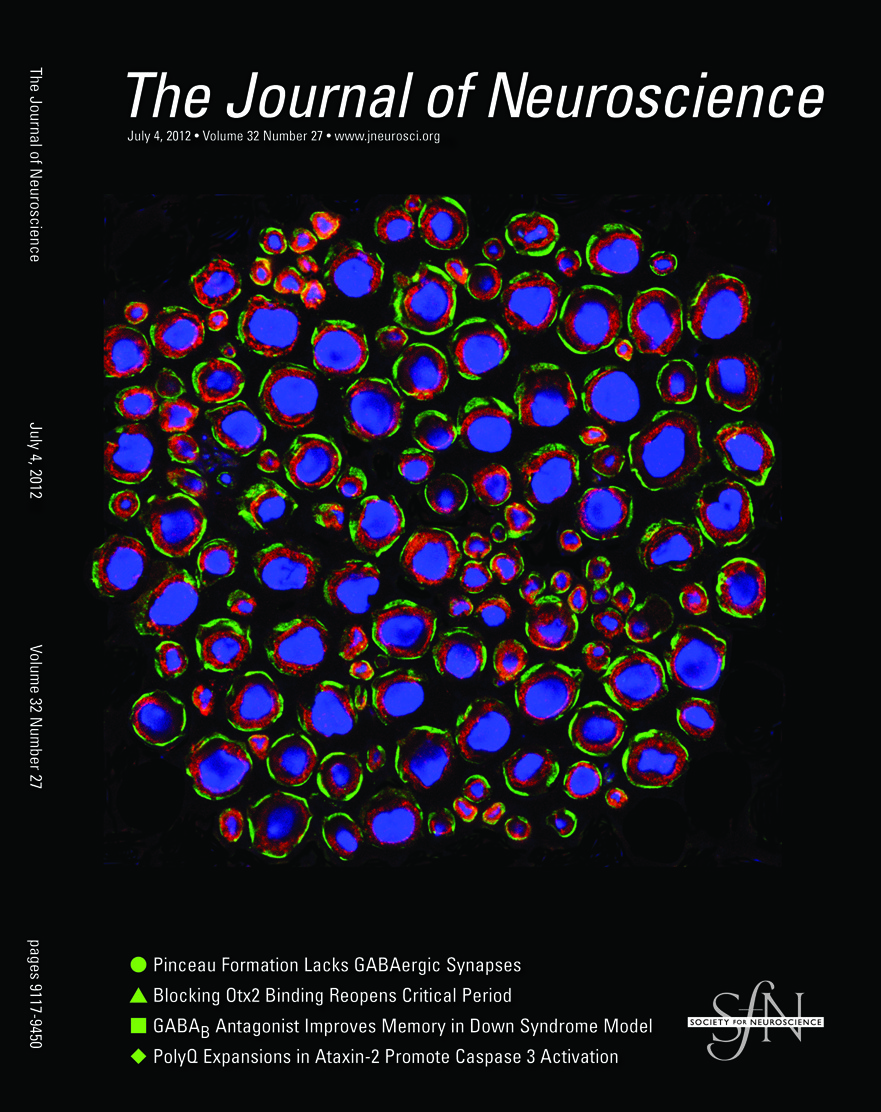 The Journal of Neuroscience
July 4, 2012 • Volume 32 Number 27 • www.jneurosci.org
The Journal of Neuroscience
July 4, 2012
Volume 32 Number 27
pages 9117-9450
● Pinceau Formation Lacks GABAergic Synapses
▲ Blocking Otx2 Binding Reopens Critical Period
■ GABAB Antagonist Improves Memory in Down Syndrome Model
◆ PolyQ Expansions in Ataxin-2 Promote Caspase 3 Activation
SfN
SOCIETY FOR NEUROSCIENCE